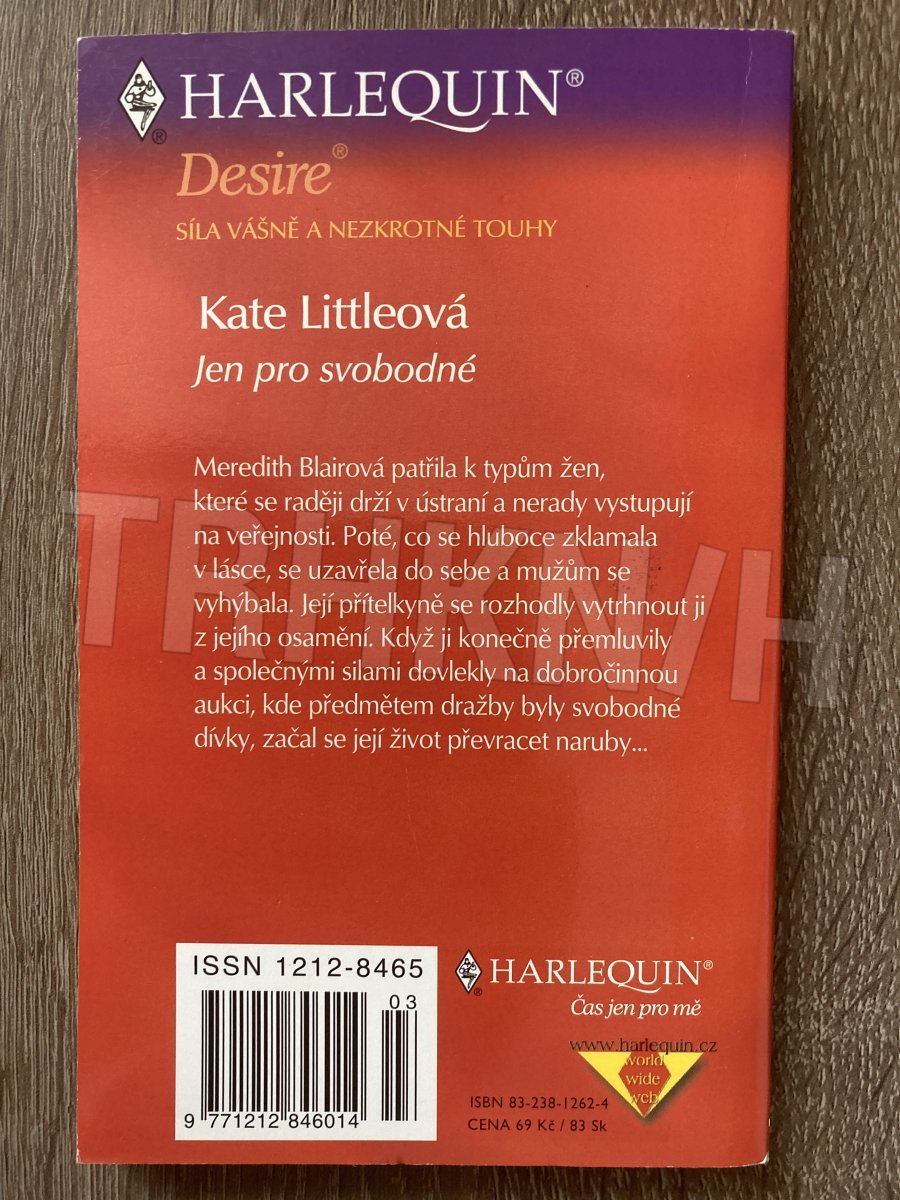 HARLEQUIN®
®
Desire®
SÍLA VÁŠNĚ A NEZKROTNÉ TOUHY
Kate Littleová
Jen pro svobodné
Meredith Blairová patřila k typům žen,
které se raději drží v ústraní a nerady vystupují
na veřejnosti. Poté, co se hluboce zklamala
v lásce, se uzavřela do sebe a mužům se
vyhýbala. Její přítelkyně se rozhodly vytrhnout ji
z jejího osamění. Když ji konečně přemluvily
a společnými silami dovlekly na dobročinnou
aukci, kde předmětem dražby byly svobodné
dívky, začal se její život převracet naruby...
TRHKNIH
ISSN 1212-8465
03
9 771212 846014
HARLEQUIN®
®
Čas jen pro mě
www.harlequin.cz
world
wide
web
ISBN 83-238-1262-4
CENA 69 Kč / 83 Sk